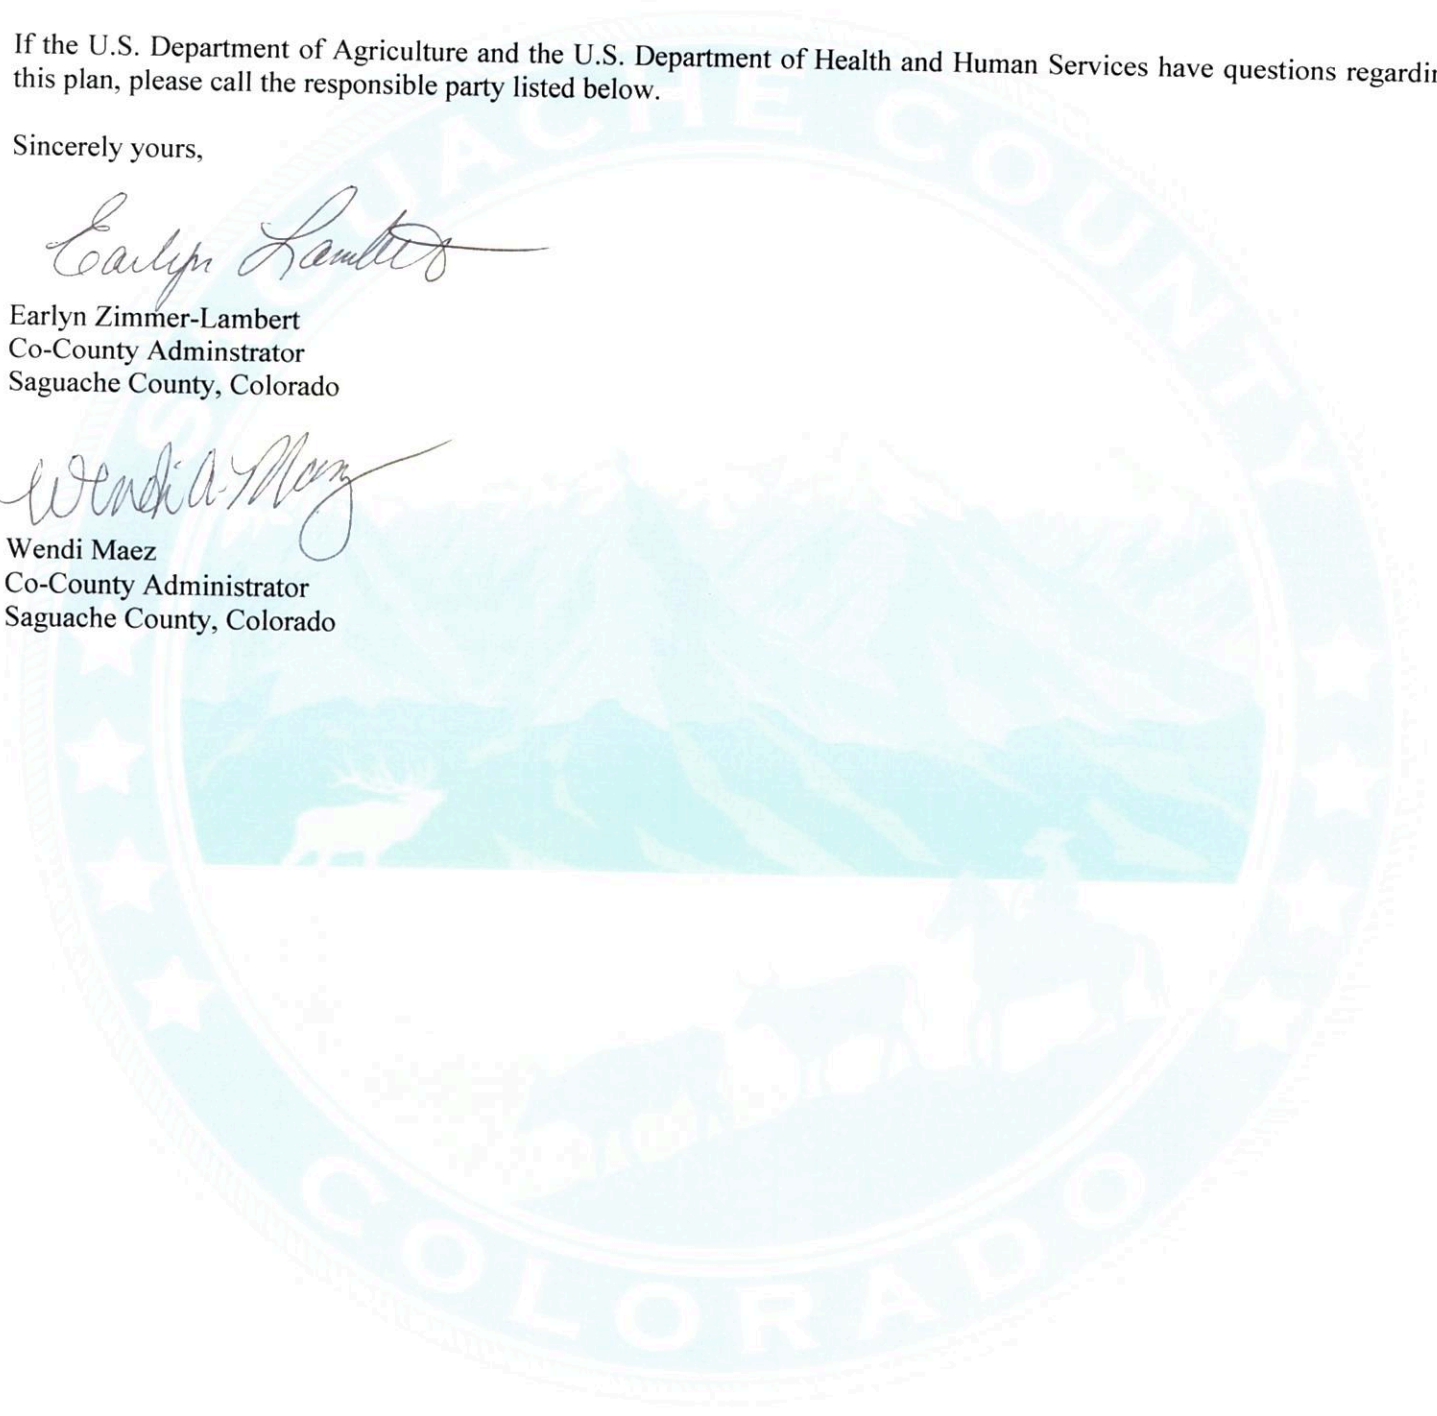 If the U.S. Department of Agriculture and the U.S. Department of Health and Human Services have questions regardin
this plan, please call the responsible party listed below.
Sincerely yours,
Earlyn Lambert
Earlyn Zimmer-Lambert
Co-County Adminstrator
Saguache County, Colorado
Wendi A. Maez
Wendi Maez
Co-County Administrator
Saguache County, Colorado
SAGUACHE COUNTY
COLORADO